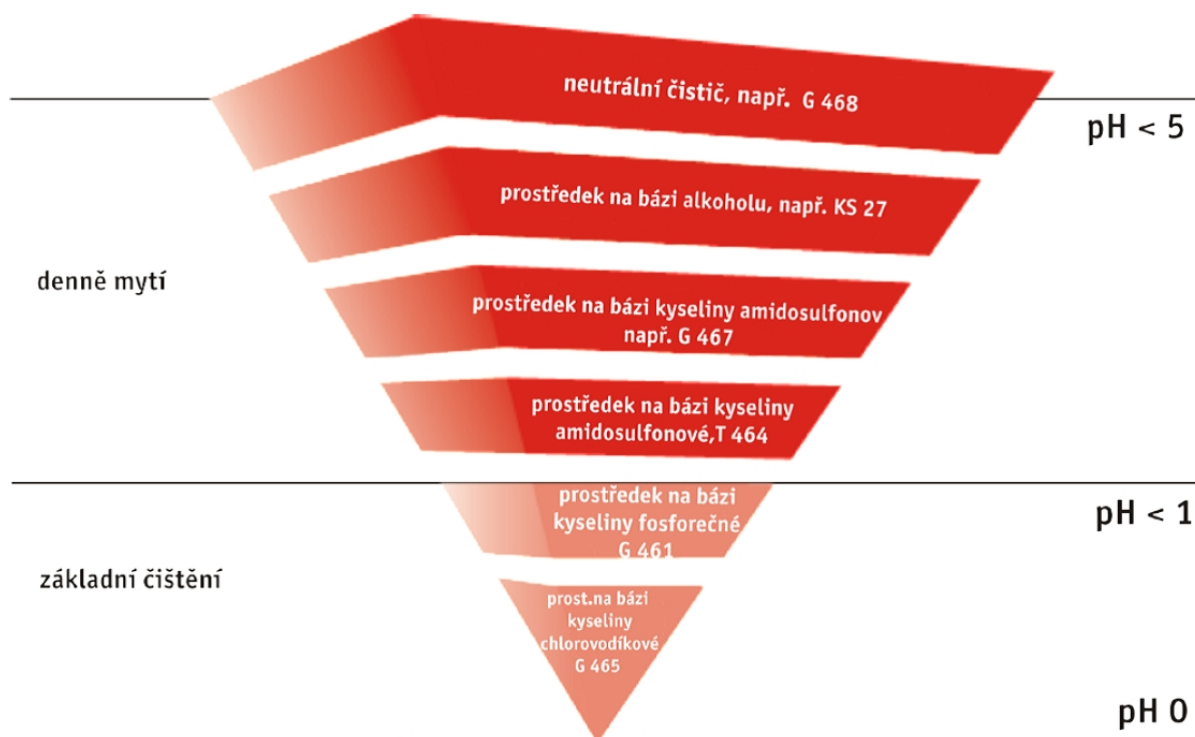 neutrální čistič, např. G 468
pH < 5
prostředek na bázi alkoholu, např. KS 27
denně mytí
prostředek na bázi kyseliny amidosulfonov
např. G 467
prostředek na bázi kyseliny
amidosulfonové,T 464
prostředek na bázi
kyseliny fosforečné
G 461
pH < 1
základní čištění
prost.na bázi
kyseliny
chlorovodíkové
G 465
pH 0